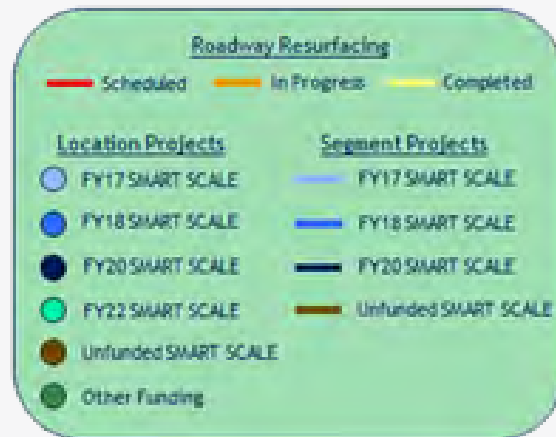 Roadway Resurfacing
Scheduled In Progress Completed
Location Projects Segment Projects
FY17 SMART SCALE FY17 SMART SCALE
FY18 SMART SCALE FY18 SMART SCALE
FY20 SMART SCALE FY20 SMART SCALE
FY22 SMART SCALE Unfunded SMART SCALE
Unfunded SMART SCALE
Other Funding